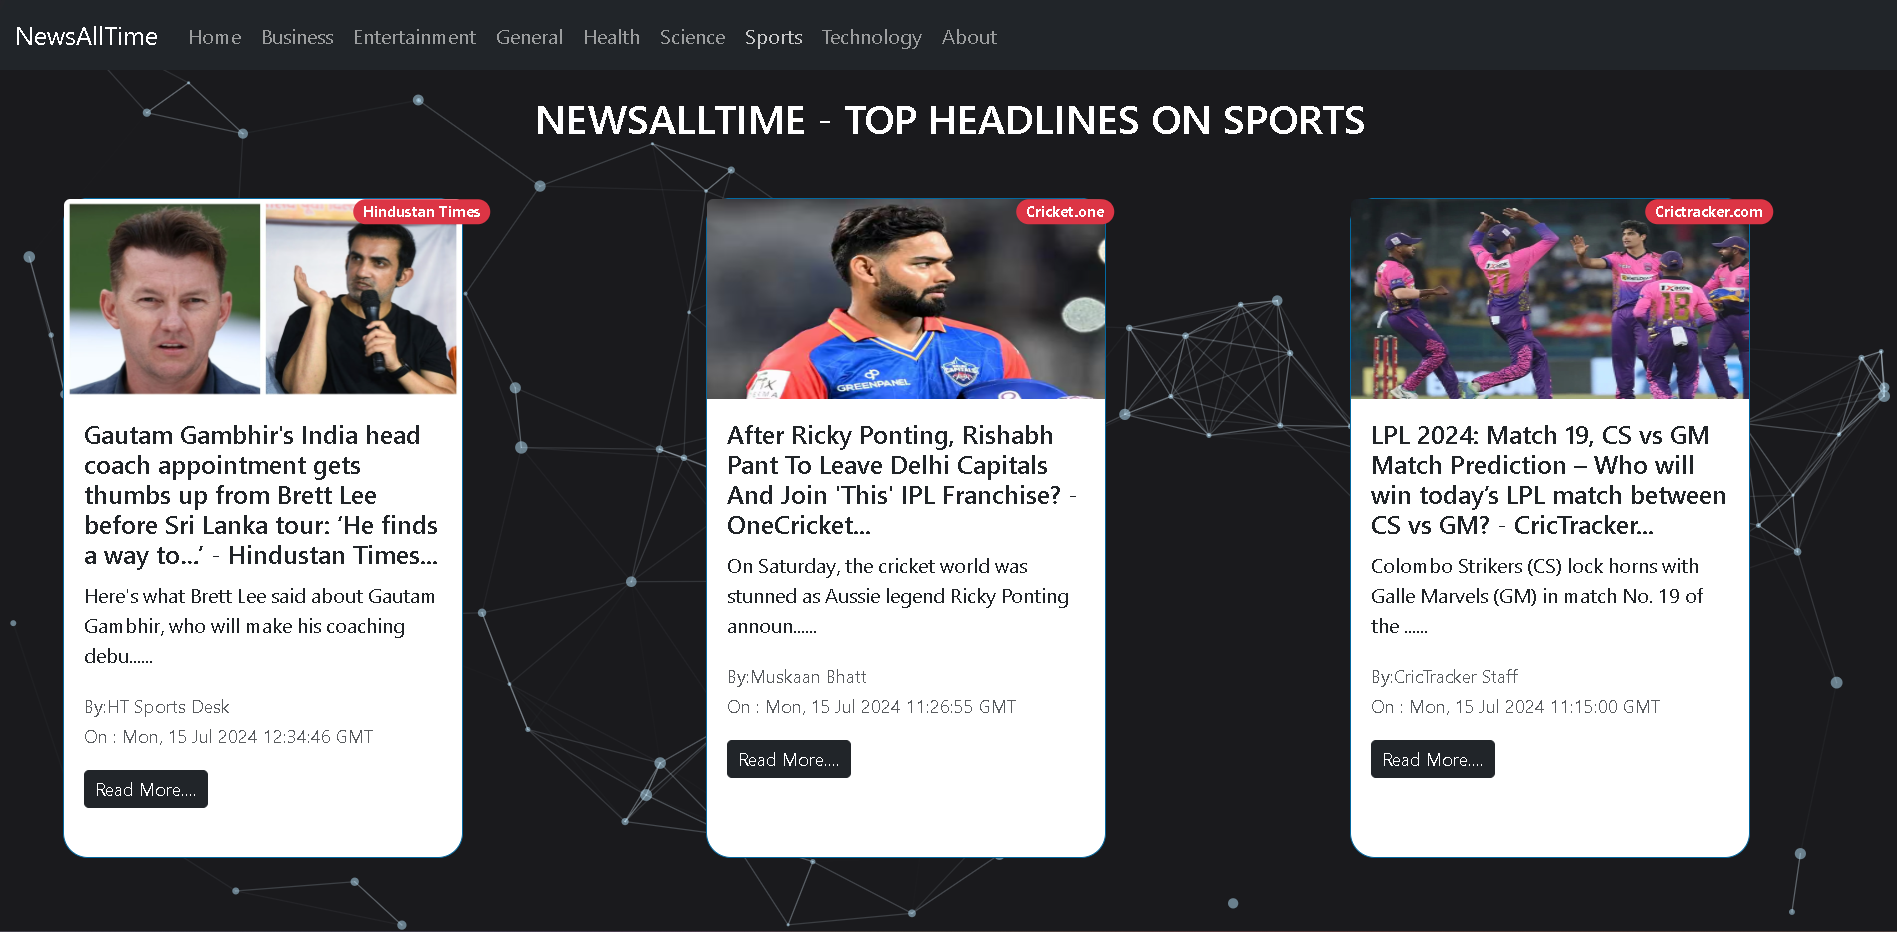 NewsAllTime Home Business Entertainment General Health Science Sports Technology About
NEWSALLTIME - TOP HEADLINES ON SPORTS
Hindustan Times
Gautam Gambhir's India head
coach appointment gets
thumbs up from Brett Lee
before Sri Lanka tour: ‘He finds
a way to...’ - Hindustan Times...
Here's what Brett Lee said about Gautam
Gambhir, who will make his coaching
debu......
By:HT Sports Desk
On : Mon, 15 Jul 2024 12:34:46 GMT
Read More....
Cricket.one
GREENPANEL
CAPITALS
After Ricky Ponting, Rishabh
Pant To Leave Delhi Capitals
And Join 'This' IPL Franchise? -
OneCricket...
On Saturday, the cricket world was
stunned as Aussie legend Ricky Ponting
announ......
By:Muskaan Bhatt
On : Mon, 15 Jul 2024 11:26:55 GMT
Read More....
Crictracker.com
18
LPL 2024: Match 19, CS vs GM
Match Prediction – Who will
win today’s LPL match between
CS vs GM? - CricTracker...
Colombo Strikers (CS) lock horns with
Galle Marvels (GM) in match No. 19 of
the ......
By:CricTracker Staff
On : Mon, 15 Jul 2024 11:15:00 GMT
Read More....